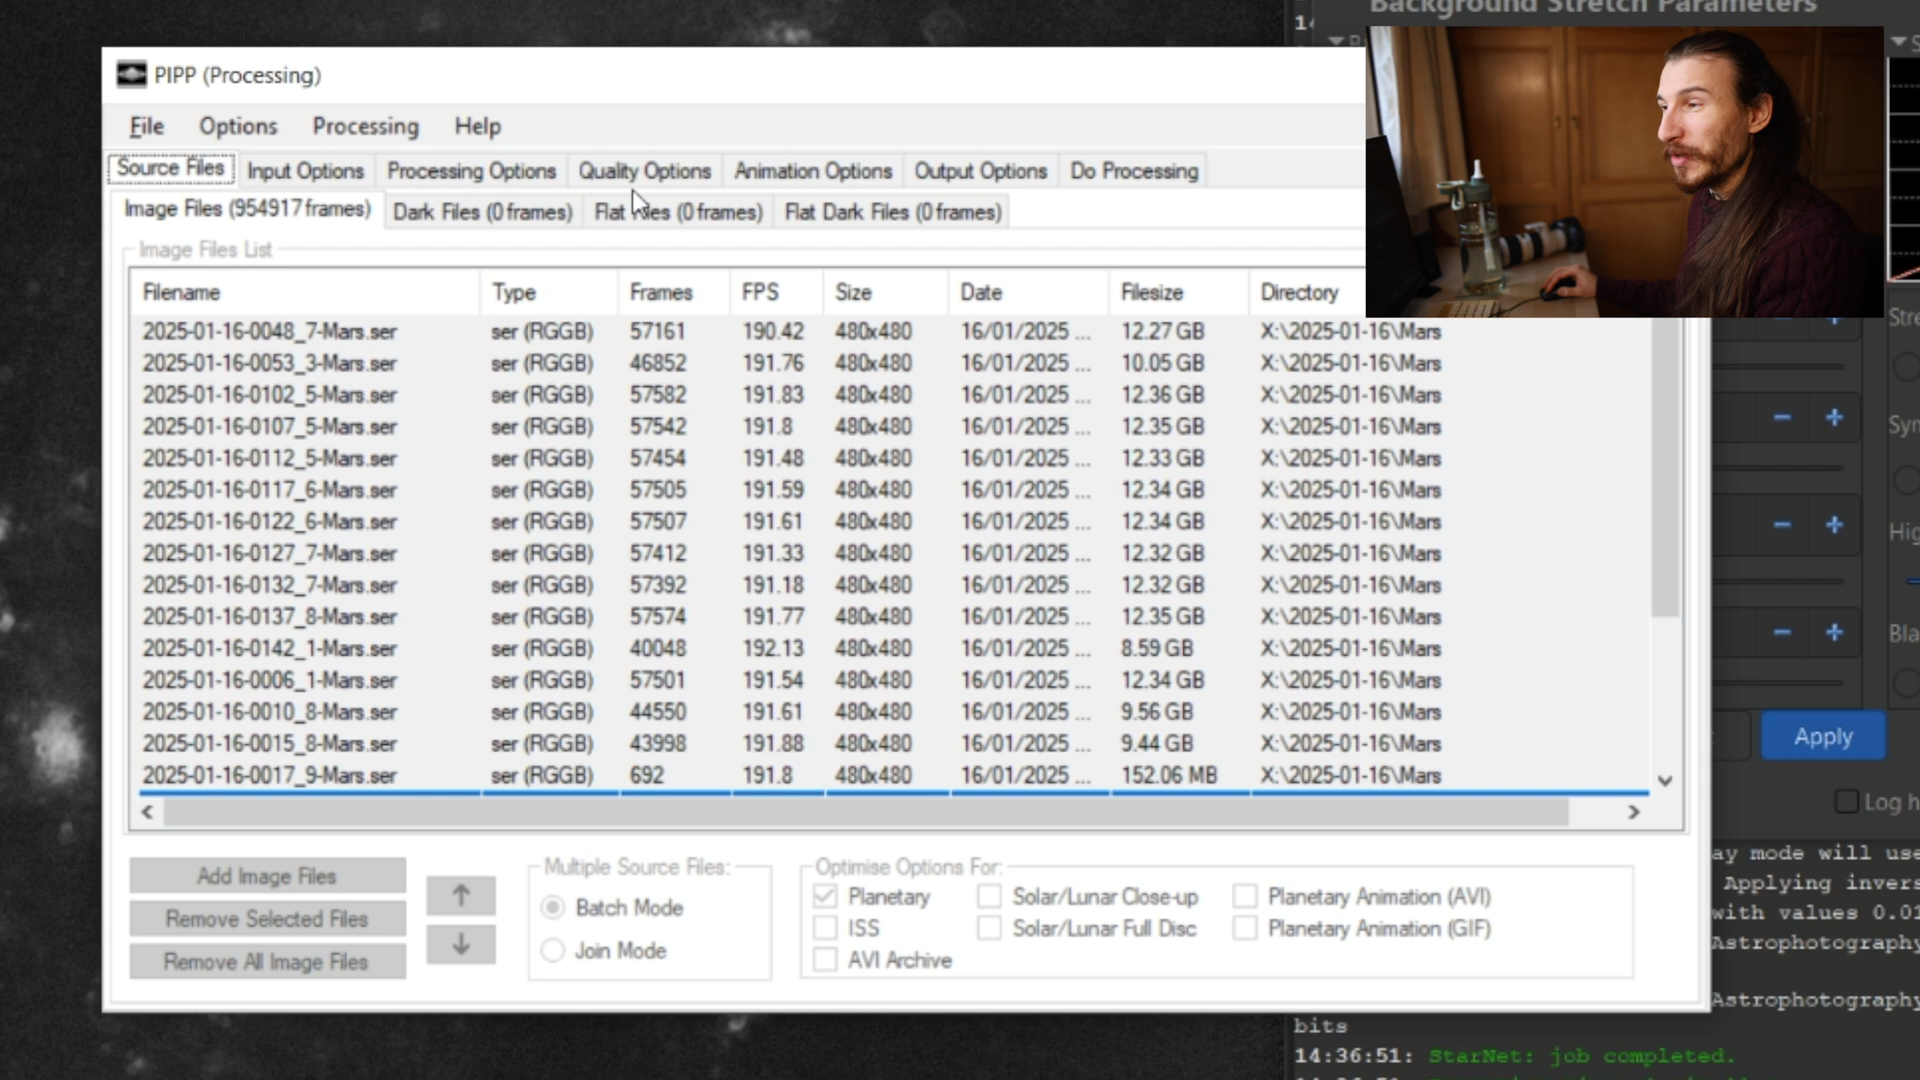 Background Stretch Parameters
PIPP (Processing)
File Options Processing Help
Source Files Input Options Processing Options Quality Options Animation Options Output Options Do Processing
Image Files (954917 frames) Dark Files (0 frames) Flat Files (0 frames) Flat Dark Files (0 frames)
Image Files List
Filename Type Frames FPS Size Date Filesize Directory
2025-01-16-0048_7-Mars.ser ser (RGGB) 57161 190.42 480x480 16/01/2025 ... 12.27 GB X:\2025-01-16\Mars
2025-01-16-0053_3-Mars.ser ser (RGGB) 46852 191.76 480x480 16/01/2025 ... 10.05 GB X:\2025-01-16\Mars
2025-01-16-0102_5-Mars.ser ser (RGGB) 57582 191.83 480x480 16/01/2025 ... 12.36 GB X:\2025-01-16\Mars
2025-01-16-0107_5-Mars.ser ser (RGGB) 57542 191.8 480x480 16/01/2025 ... 12.35 GB X:\2025-01-16\Mars
2025-01-16-0112_5-Mars.ser ser (RGGB) 57454 191.48 480x480 16/01/2025 ... 12.33 GB X:\2025-01-16\Mars
2025-01-16-0117_6-Mars.ser ser (RGGB) 57505 191.59 480x480 16/01/2025 ... 12.34 GB X:\2025-01-16\Mars
2025-01-16-0122_6-Mars.ser ser (RGGB) 57507 191.61 480x480 16/01/2025 ... 12.34 GB X:\2025-01-16\Mars
2025-01-16-0127_7-Mars.ser ser (RGGB) 57412 191.33 480x480 16/01/2025 ... 12.32 GB X:\2025-01-16\Mars
2025-01-16-0132_7-Mars.ser ser (RGGB) 57392 191.18 480x480 16/01/2025 ... 12.32 GB X:\2025-01-16\Mars
2025-01-16-0137_8-Mars.ser ser (RGGB) 57574 191.77 480x480 16/01/2025 ... 12.35 GB X:\2025-01-16\Mars
2025-01-16-0142_1-Mars.ser ser (RGGB) 40048 192.13 480x480 16/01/2025 ... 8.59 GB X:\2025-01-16\Mars
2025-01-16-0006_1-Mars.ser ser (RGGB) 57501 191.54 480x480 16/01/2025 ... 12.34 GB X:\2025-01-16\Mars
2025-01-16-0010_8-Mars.ser ser (RGGB) 44550 191.61 480x480 16/01/2025 ... 9.56 GB X:\2025-01-16\Mars
2025-01-16-0015_8-Mars.ser ser (RGGB) 43998 191.88 480x480 16/01/2025 ... 9.44 GB X:\2025-01-16\Mars
2025-01-16-0017_9-Mars.ser ser (RGGB) 692 191.8 480x480 16/01/2025 ... 152.06 MB X:\2025-01-16\Mars
Add Image Files
Remove Selected Files
Remove All Image Files
Multiple Source Files:
Batch Mode
Join Mode
Optimise Options For:
Planetary Solar/Lunar Close-up Planetary Animation (AVI)
ISS Solar/Lunar Full Disc Planetary Animation (GIF)
AVI Archive
Apply
Log h
ay mode will use
Applying invers
with values 0.01
Astrophotography
Astrophotography
bits
14:36:51: StarNet: job completed.